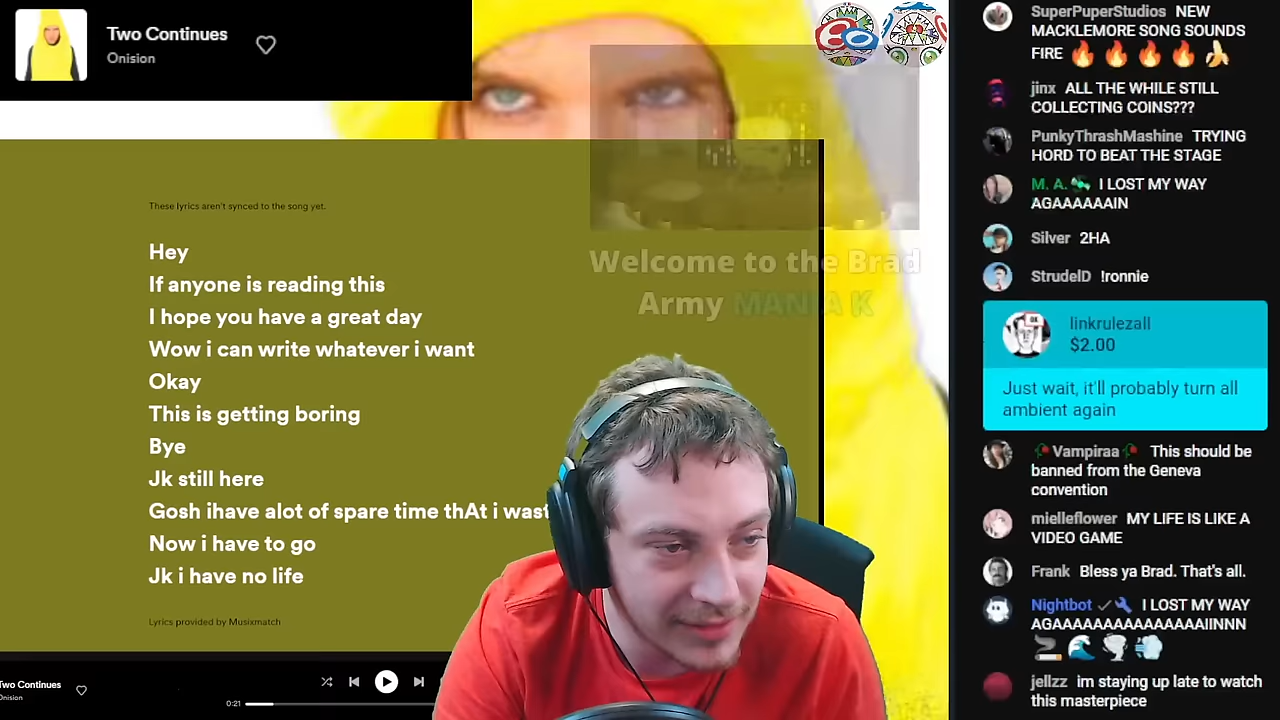 Two Continues
Onision
These lyrics aren't synced to the song yet.
Hey
If anyone is reading this
I hope you have a great day
Wow i can write whatever i want
Okay
This is getting boring
Bye
Jk still here
Gosh ihave alot of spare time thAt i wast
Now i have to go
Jk i have no life
Lyrics provided by Musixmatch
Two Continues
Onision
0:21
Welcome to the Brad
Army MANIA K
SuperPuperStudios NEW
MACKLEMORE SONG SOUNDS
FIRE 🔥🔥🔥🔥🍌
jinx ALL THE WHILE STILL
COLLECTING COINS???
PunkyThrashMashine TRYING
HORD TO BEAT THE STAGE
M. A. I LOST MY WAY
AGAAAAAAIN
Silver 2HA
StrudelD !ronnie
linkrulezall
$2.00
Just wait, it'll probably turn all
ambient again
🥀Vampiraa🥀 This should be
banned from the Geneva
convention
mielleflower MY LIFE IS LIKE A
VIDEO GAME
Frank Bless ya Brad. That's all.
Nightbot I LOST MY WAY
AGAAAAAAAAAAAAAAIINNN
🚬🌊🌪️💨
jellzz im staying up late to watch
this masterpiece